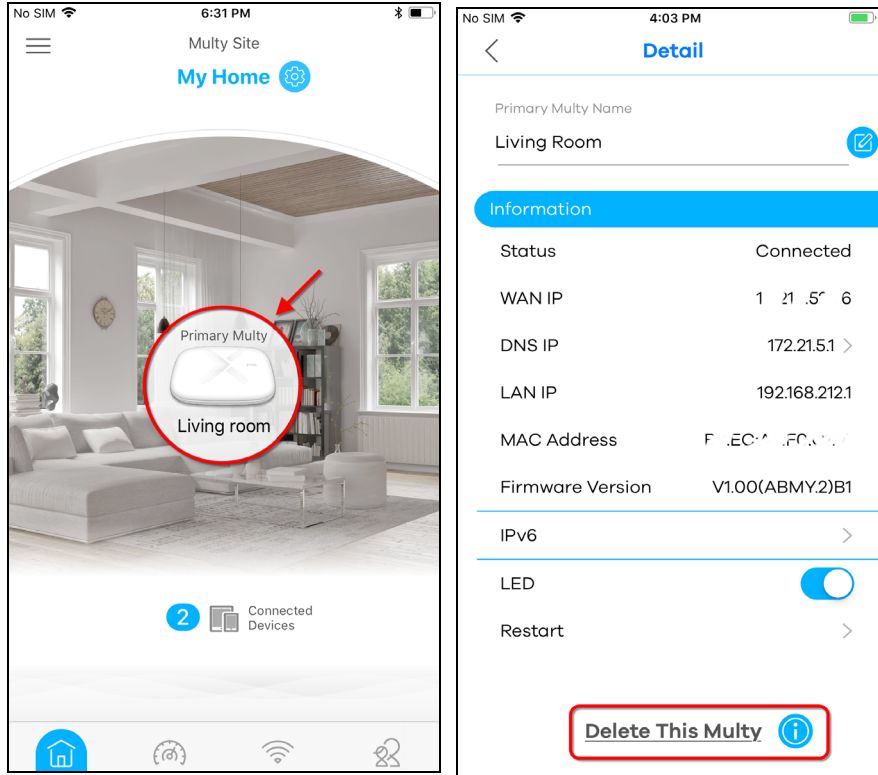 No SIM
6:31 PM
Multy Site
My Home
Primary Multy
Living room
2
Connected
Devices
No SIM
4:03 PM
Detail
Primary Multy Name
Living Room
Information
Status Connected
WAN IP
DNS IP 172.21.5.1
LAN IP 192.168.212.1
MAC Address
Firmware Version V1.00(ABMY.2)B1
IPv6
LED
Restart
Delete This Multy